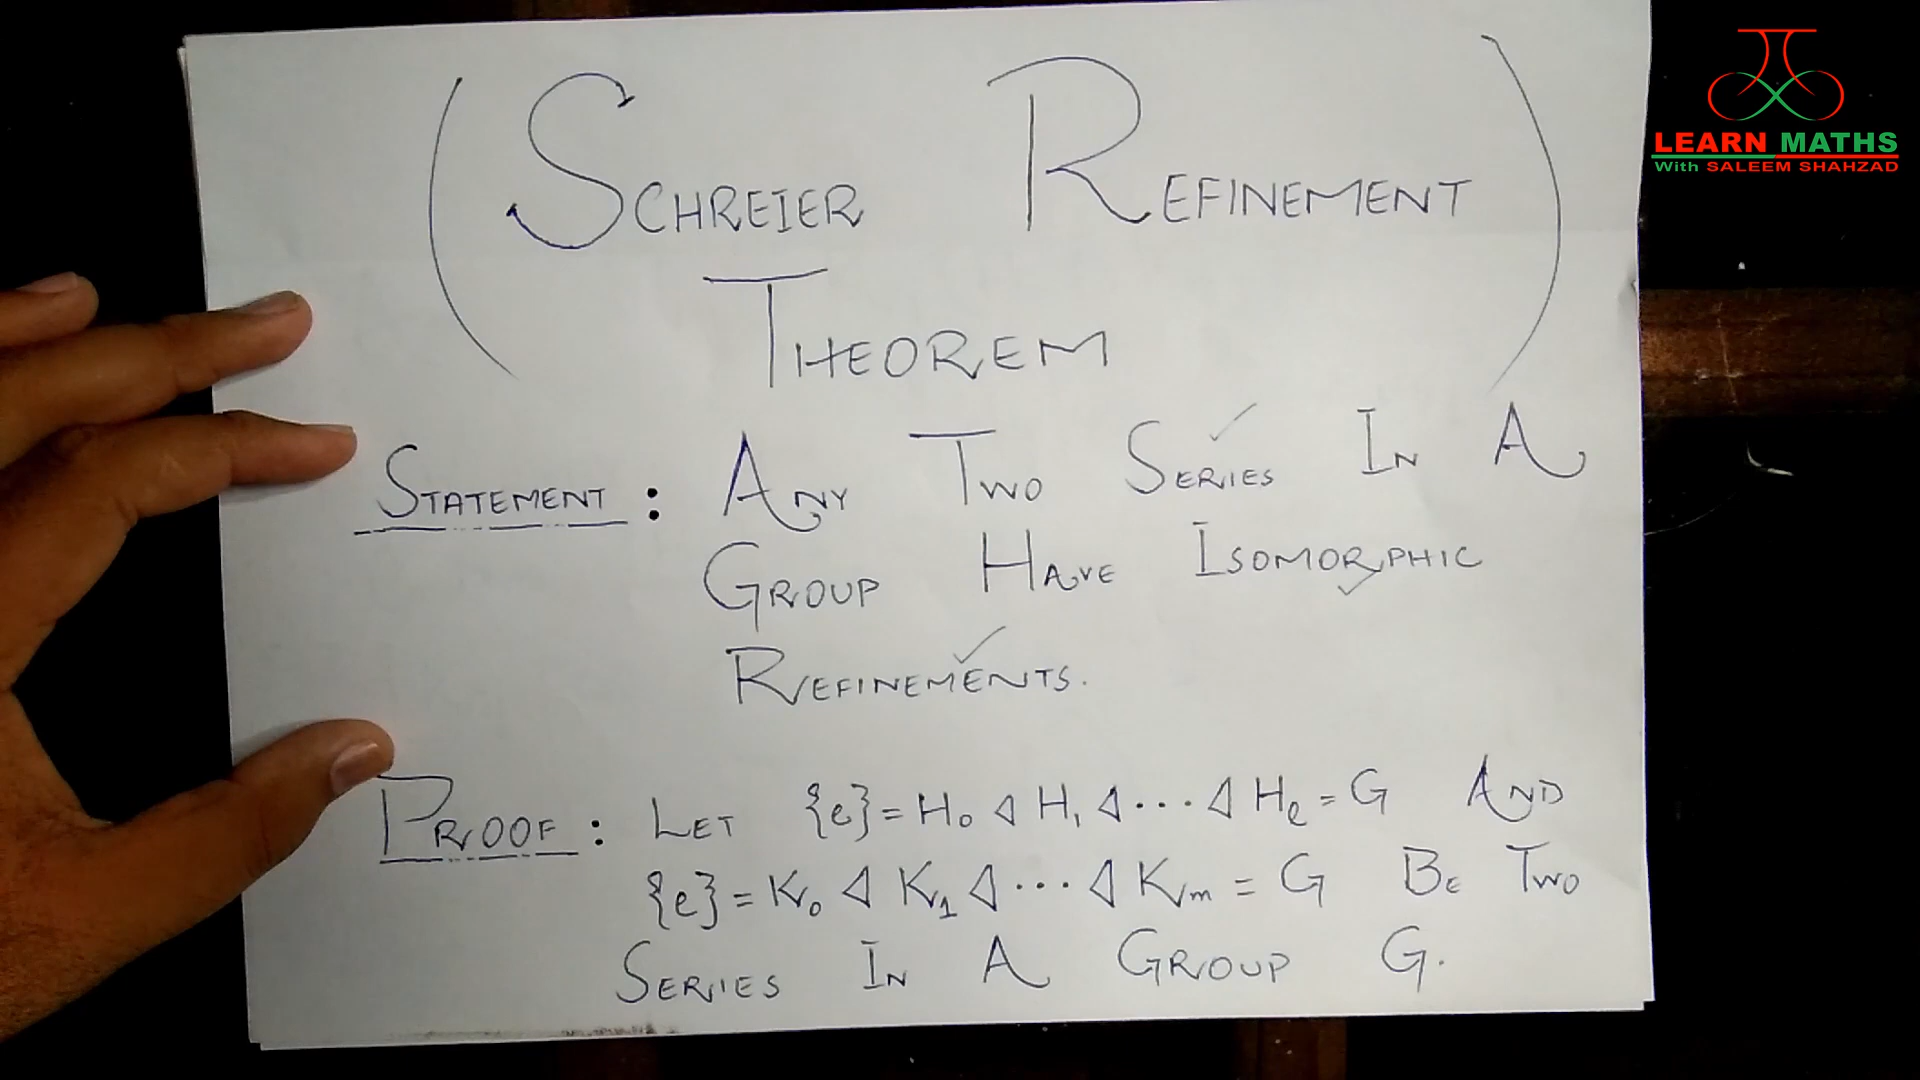 (SCHREIER REFINEMENT
THEOREM)
STATEMENT: ANY TWO SERIES IN A
GROUP HAVE ISOMORPHIC
REFINEMENTS.
PROOF: LET {e}=H₀ ⊲ H₁ ⊲ ··· ⊲ Hℓ = G AND
{e}=K₀ ⊲ K₁ ⊲ ··· ⊲ Kₘ = G BE TWO
SERIES IN A GROUP G.
LEARN MATHS
With SALEEM SHAHZAD